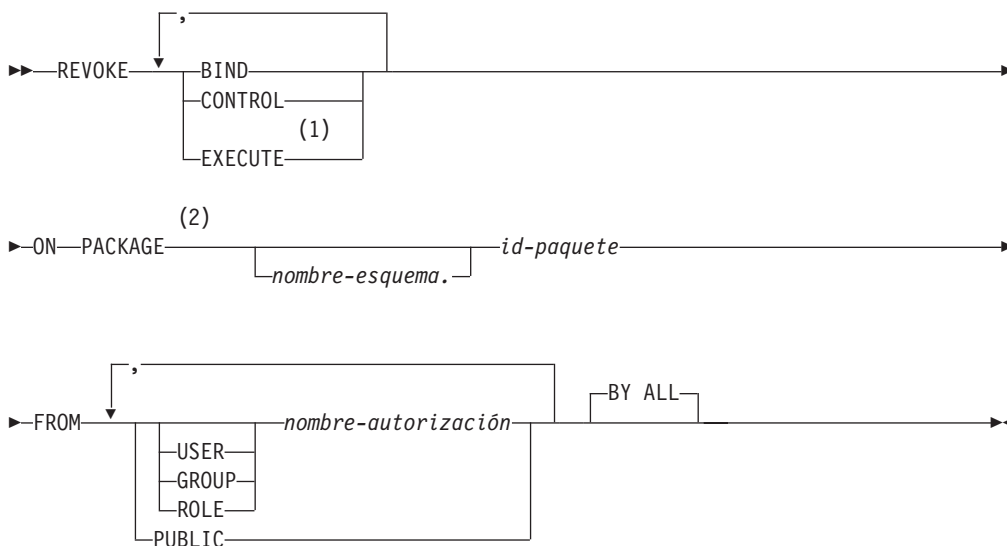 ,
REVOKE BIND
CONTROL
(1)
EXECUTE
(2)
ON PACKAGE id-paquete
nombre-esquema.
,
BY ALL
FROM nombre-autorización
USER
GROUP
ROLE
PUBLIC